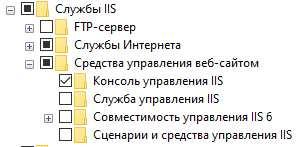 Службы IIS
FTP-сервер
Службы Интернета
Средства управления веб-сайтом
Консоль управления IIS
Служба управления IIS
Совместимость управления IIS 6
Сценарии и средства управления IIS